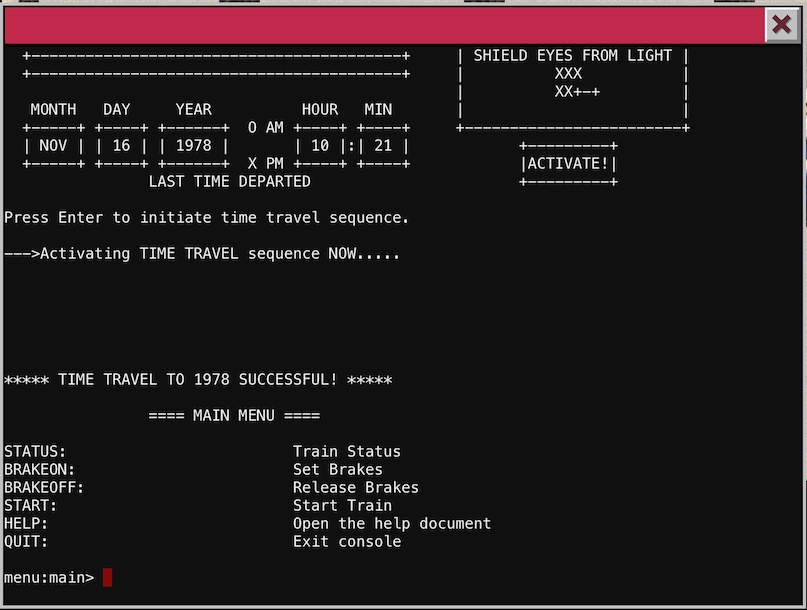 +------------------------------------------+ | SHIELD EYES FROM LIGHT |
+------------------------------------------+ | XXX |
| XX+-+ |
MONTH DAY YEAR HOUR MIN | |
+-----+ +----+ +------+ O AM +----+ +----+ +------------------------+
| NOV | | 16 | | 1978 | | 10 |:| 21 | +---------+
+-----+ +----+ +------+ X PM +----+ +----+ |ACTIVATE!|
LAST TIME DEPARTED +---------+
Press Enter to initiate time travel sequence.
--->Activating TIME TRAVEL sequence NOW.....
***** TIME TRAVEL TO 1978 SUCCESSFUL! *****
==== MAIN MENU ====
STATUS: Train Status
BRAKEON: Set Brakes
BRAKEOFF: Release Brakes
START: Start Train
HELP: Open the help document
QUIT: Exit console
menu:main>